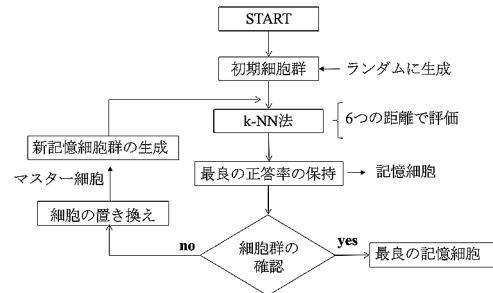 START
初期細胞群
ランダムに生成
k-NN法
6つの距離で評価
新記憶細胞群の生成
最良の正答率の保持
記憶細胞
マスター細胞
細胞の置き換え
no
細胞群の
確認
yes
最良の記憶細胞